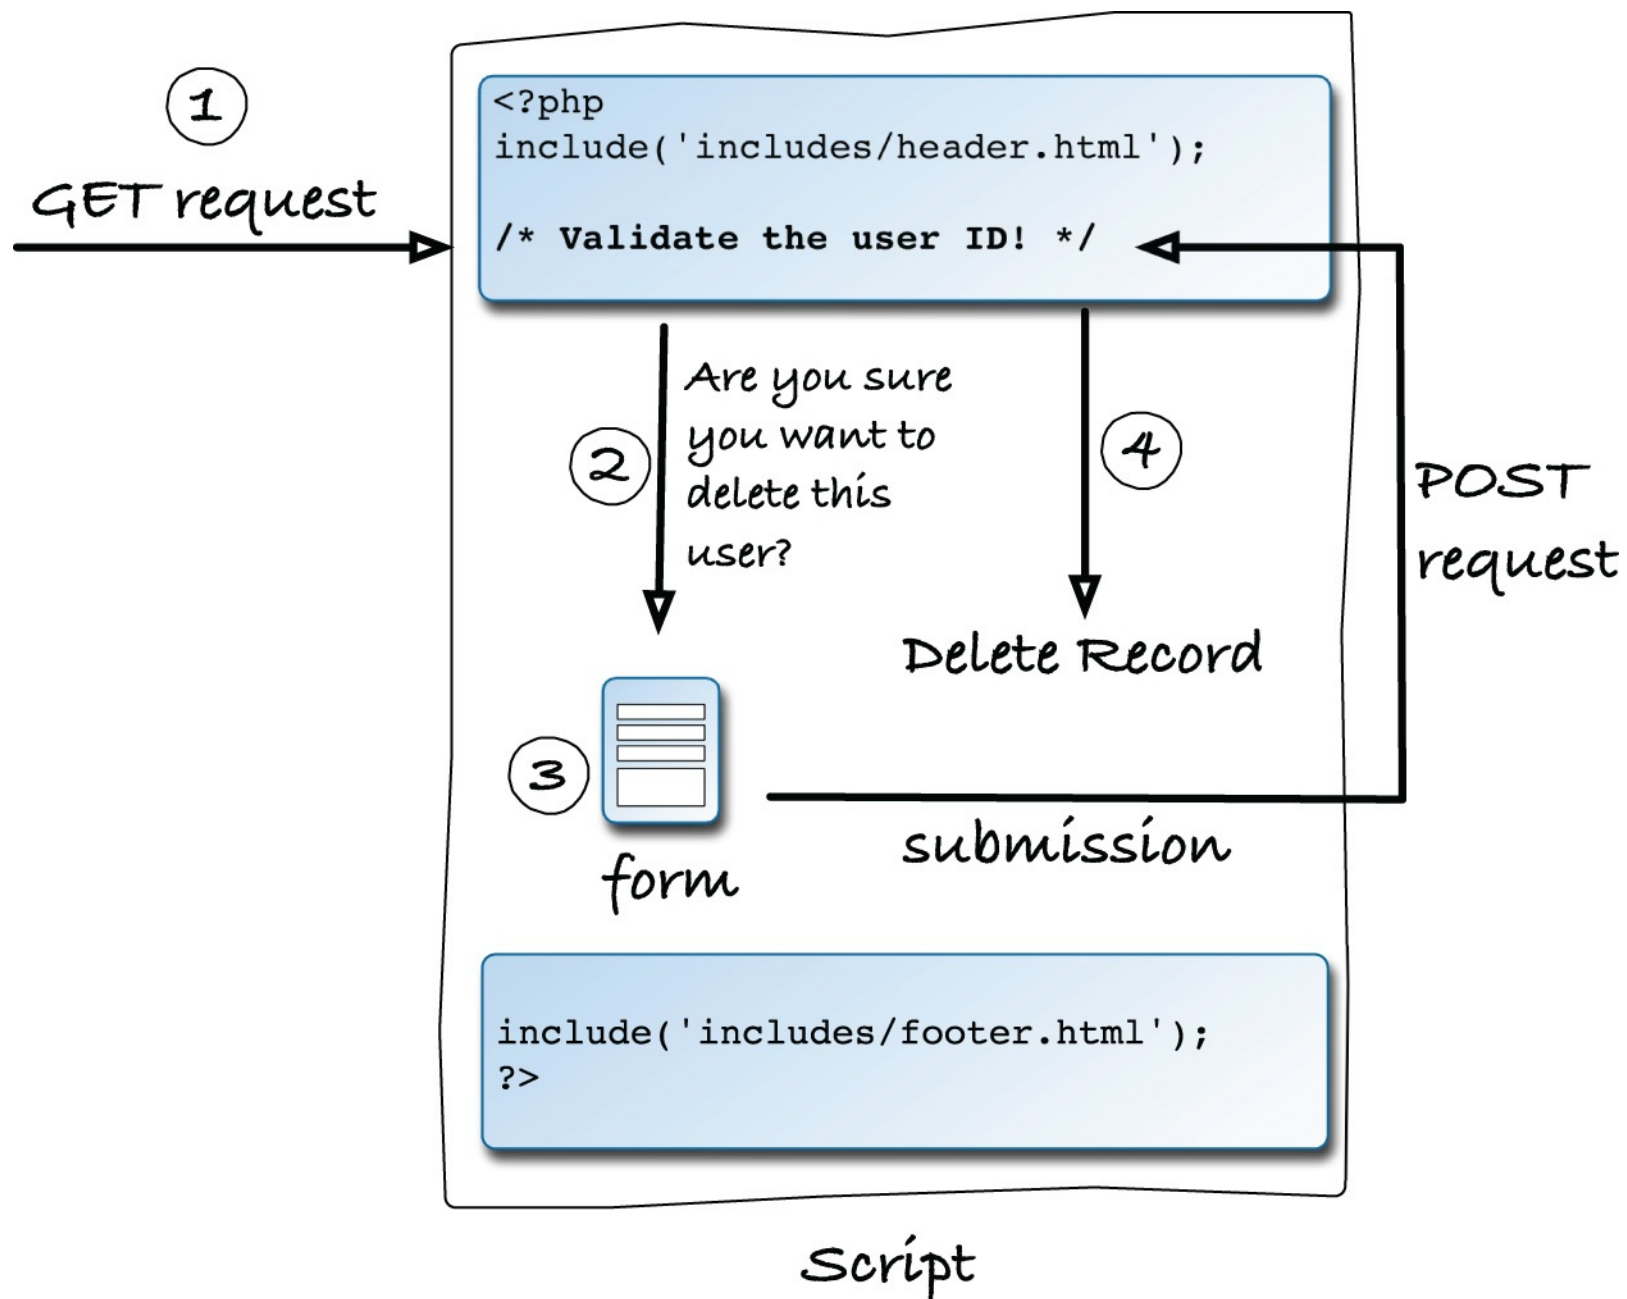 1
GET request
<?php
include('includes/header.html');
/* Validate the user ID! */
2
Are you sure
you want to
delete this
user?
4
Delete Record
POST
request
3
form
submission
include('includes/footer.html');
?>
Script